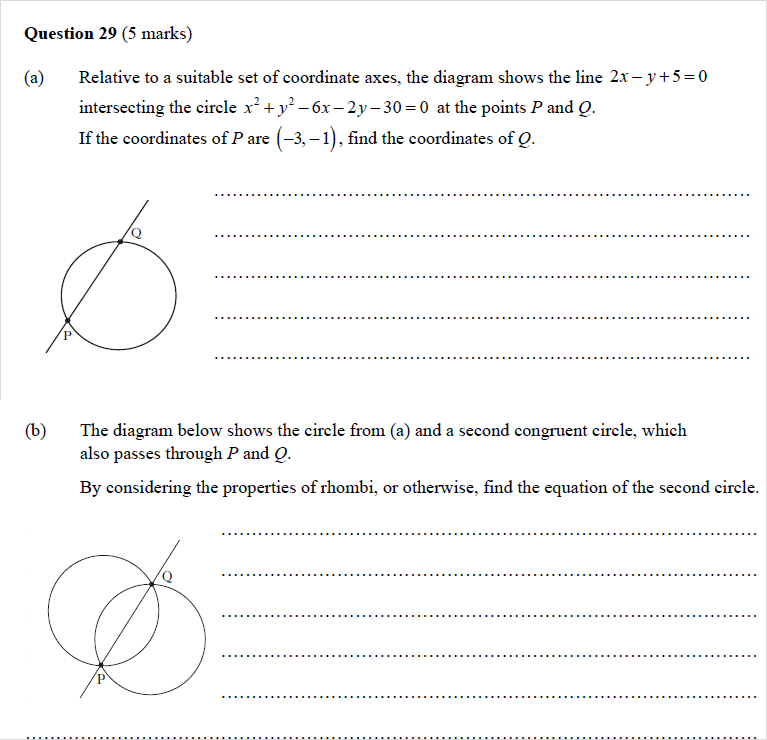 Question 29 (5 marks)
(a) Relative to a suitable set of coordinate axes, the diagram shows the line 2x − y + 5 = 0
intersecting the circle x² + y² − 6x − 2y − 30 = 0 at the points P and Q.
If the coordinates of P are (−3, −1), find the coordinates of Q.
Q
P
(b) The diagram below shows the circle from (a) and a second congruent circle, which
also passes through P and Q.
By considering the properties of rhombi, or otherwise, find the equation of the second circle.
Q
P